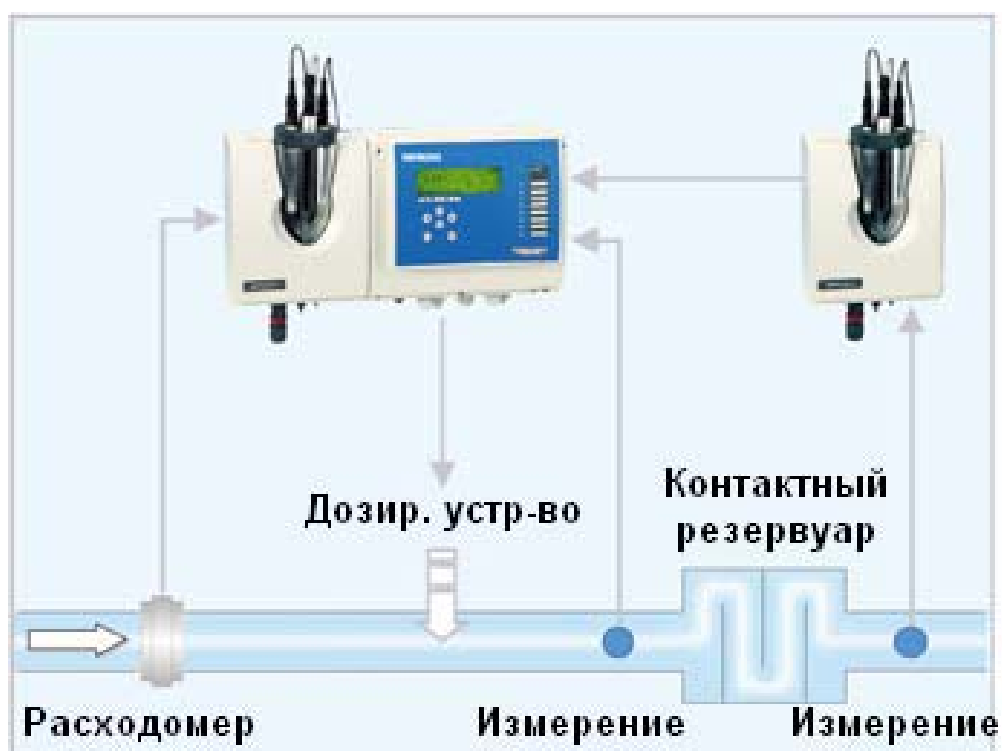 Дозир. устр-во
Контактный
резервуар
Расходомер
Измерение
Измерение